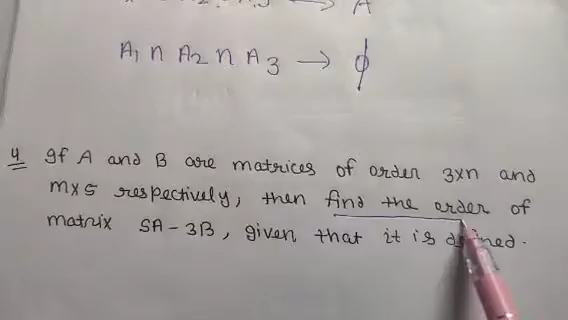 A
A₁ ∩ A₂ ∩ A₃ → ϕ
4 If A and B are matrices of order 3×n and
m×5 respectively, then find the order of
matrix 5A - 3B, given that it is defined.